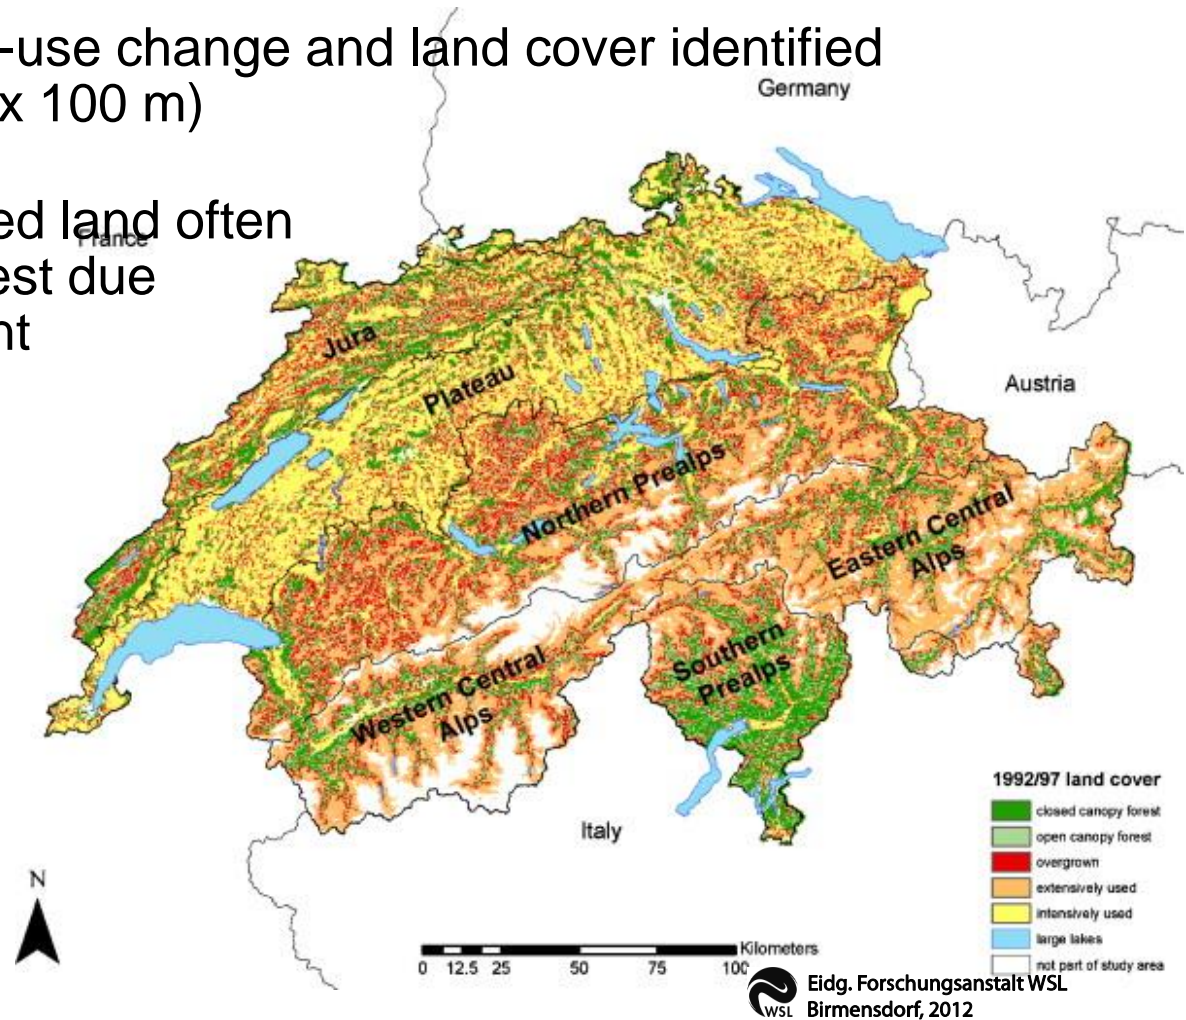 -use change and land cover identified
x 100 m)
ed land often
est due
nt
Germany
France
Austria
Italy
Jura
Plateau
Northern Prealps
Eastern Central
Alps
Southern
Prealps
Western Central
Alps
1992/97 land cover
closed canopy forest
open canopy forest
overgrown
extensively used
intensively used
large lakes
not part of study area
N
Kilometers
0 12.5 25 50 75 100
WSL
Eidg. Forschungsanstalt WSL
Birmensdorf, 2012